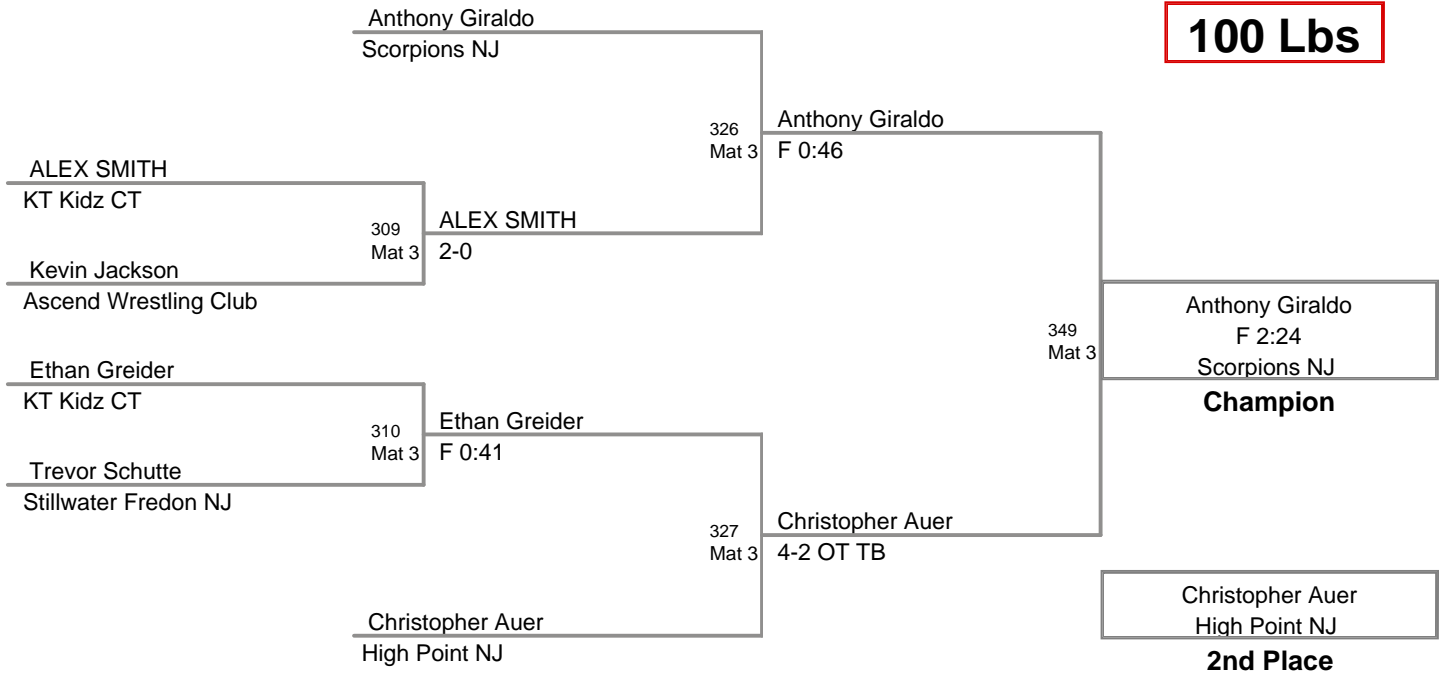 100 Lbs
Anthony Giraldo
Scorpions NJ
326
Mat 3
Anthony Giraldo
F 0:46
ALEX SMITH
KT Kidz CT
309
Mat 3
ALEX SMITH
2-0
Kevin Jackson
Ascend Wrestling Club
349
Mat 3
Anthony Giraldo
F 2:24
Scorpions NJ
Champion
Ethan Greider
KT Kidz CT
310
Mat 3
Ethan Greider
F 0:41
Trevor Schutte
Stillwater Fredon NJ
327
Mat 3
Christopher Auer
4-2 OT TB
Christopher Auer
High Point NJ
Christopher Auer
High Point NJ
2nd Place